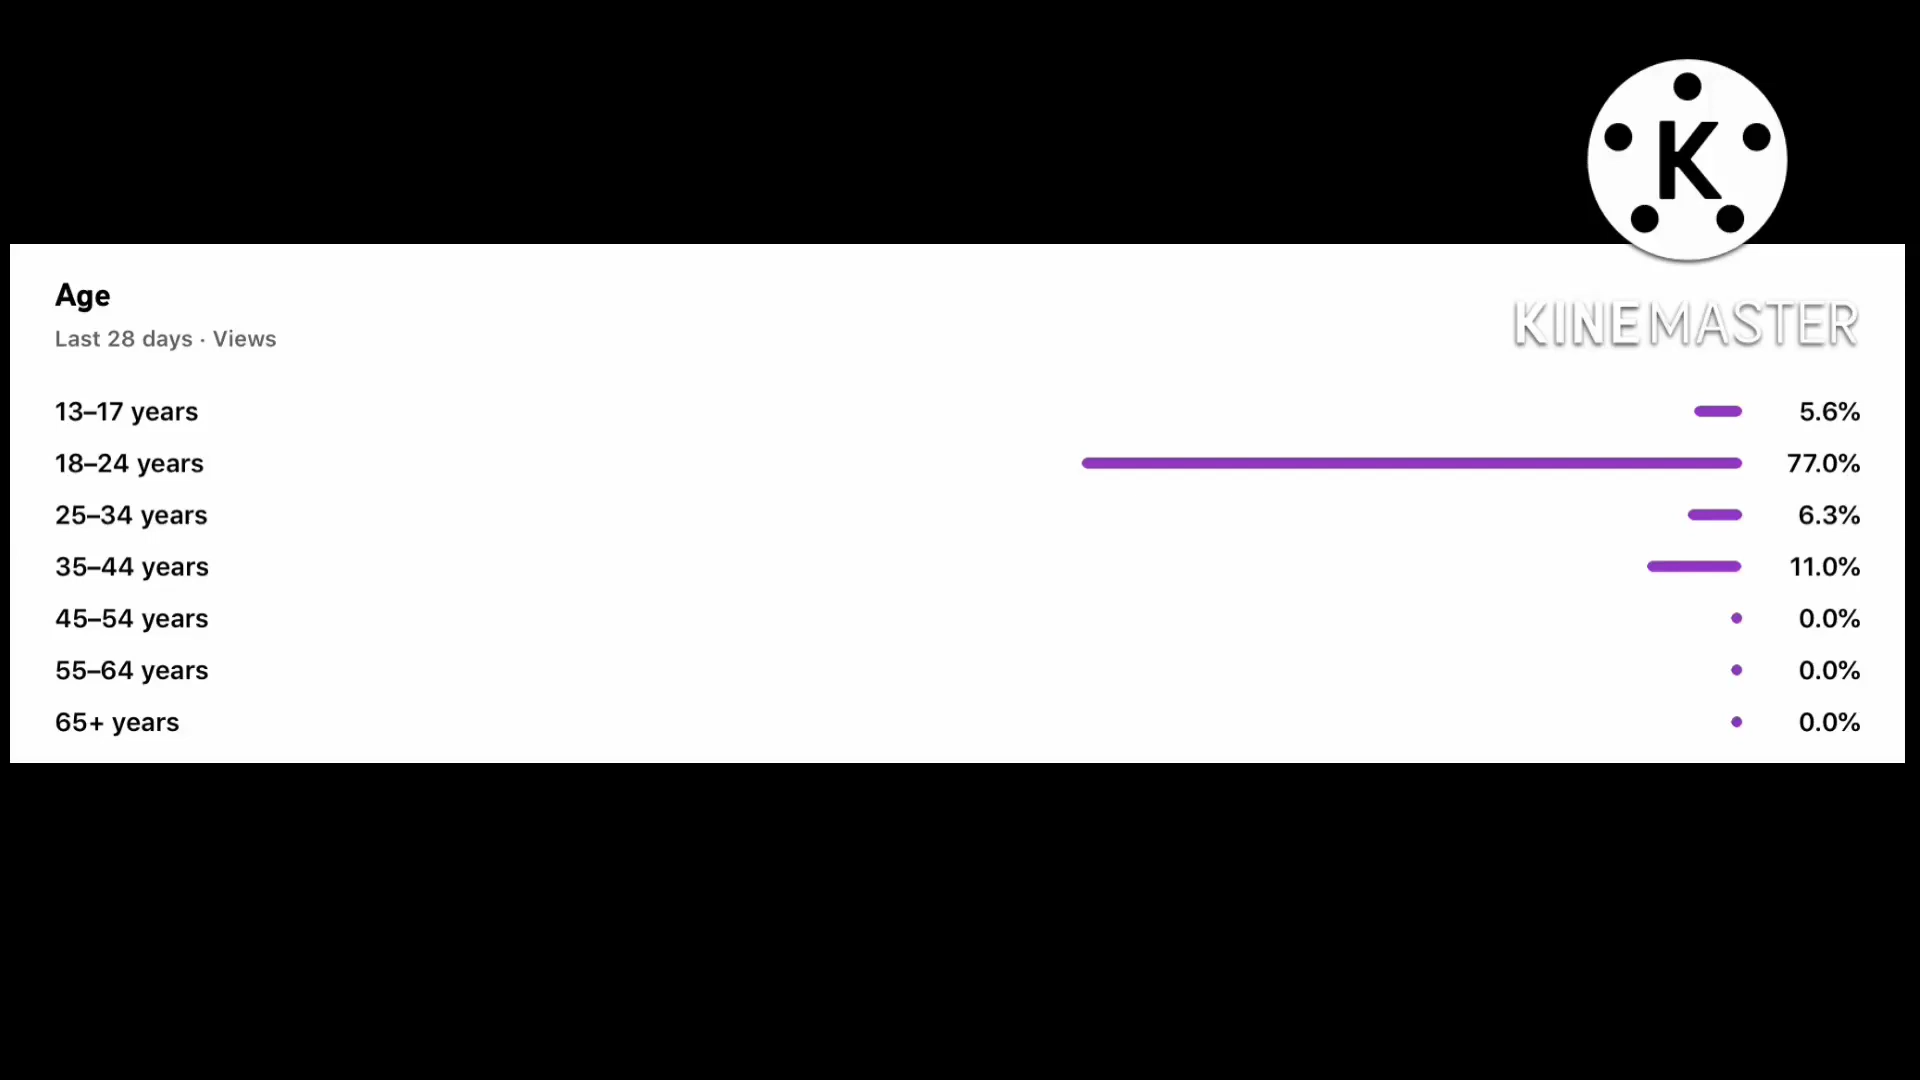 K
KINEMASTER
Age
Last 28 days · Views
13–17 years 5.6%
18–24 years 77.0%
25–34 years 6.3%
35–44 years 11.0%
45–54 years 0.0%
55–64 years 0.0%
65+ years 0.0%